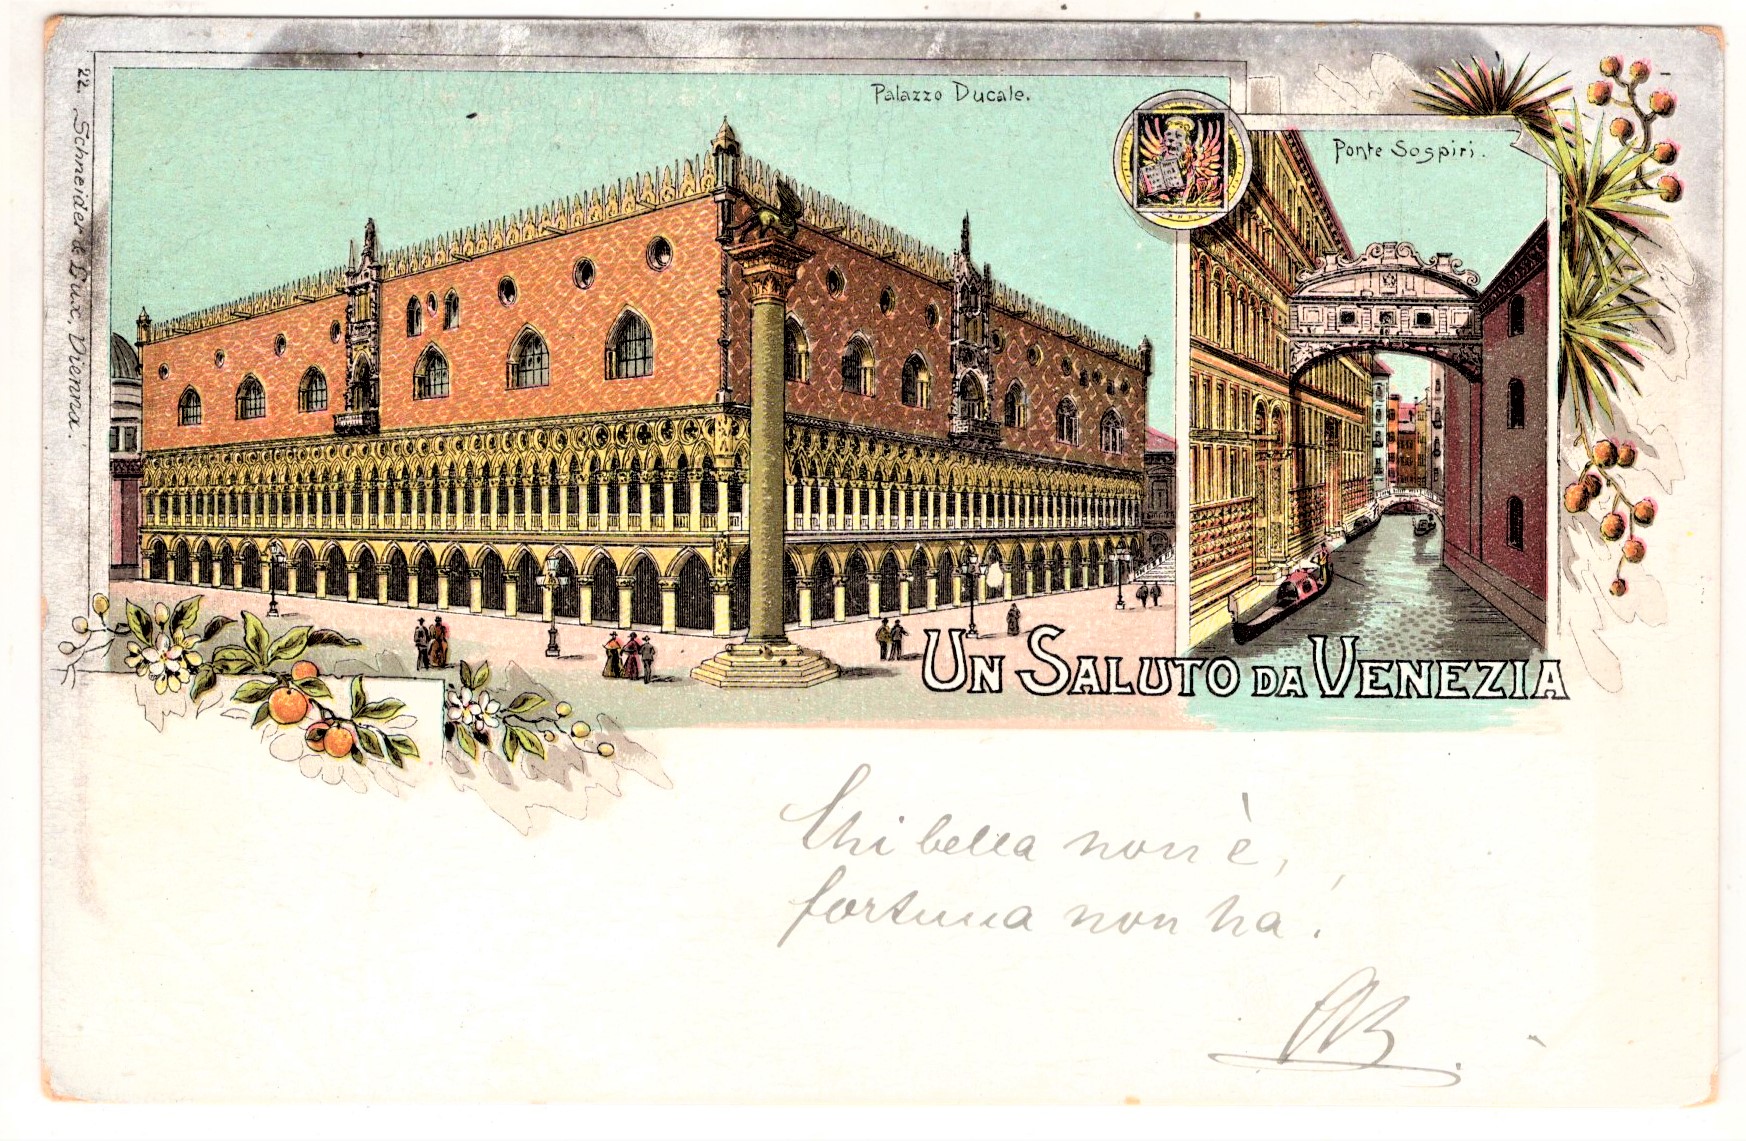 Palazzo Ducale.
Ponte Sospiri.
22. Schneider & Lux, Vienna.
UN SALUTO DA VENEZIA
Chi bella non è,
fortuna non ha.